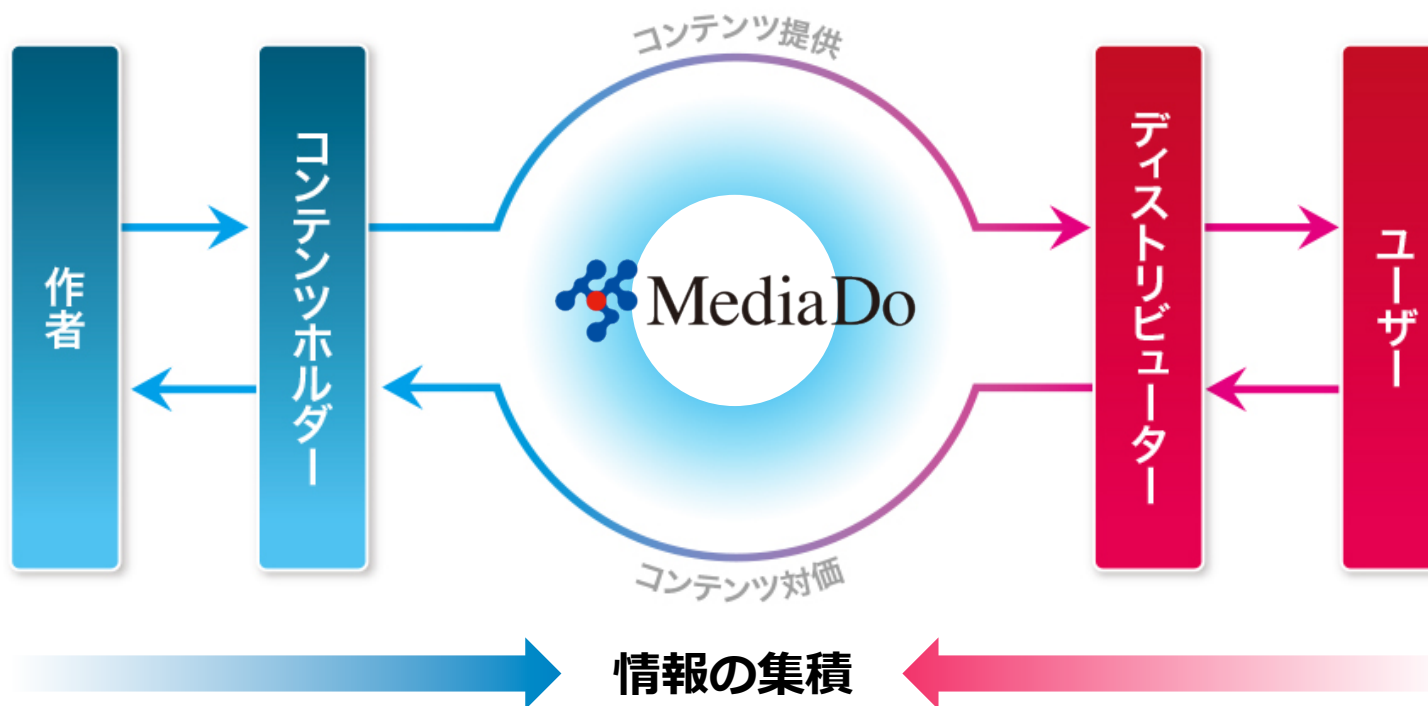 コンテンツ提供
作者
コンテンツホルダー
MediaDo
ディストリビューター
ユーザー
コンテンツ対価
情報の集積